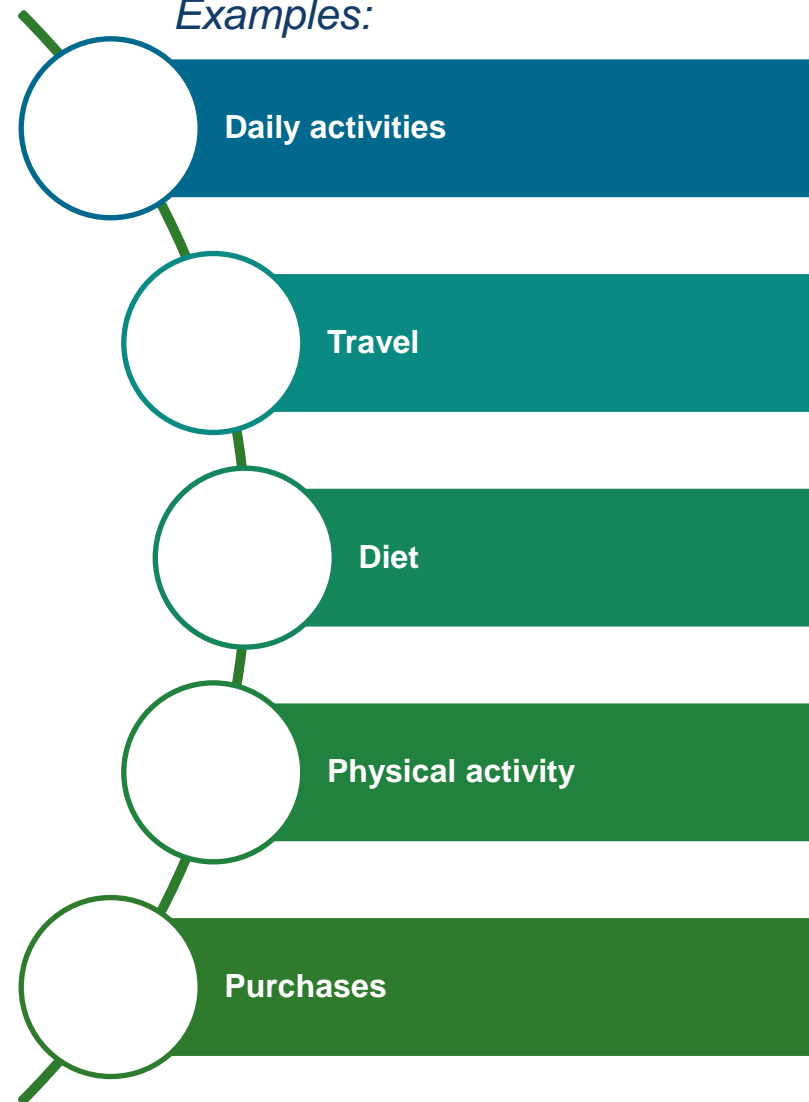 Examples:
Daily activities
Travel
Diet
Physical activity
Purchases